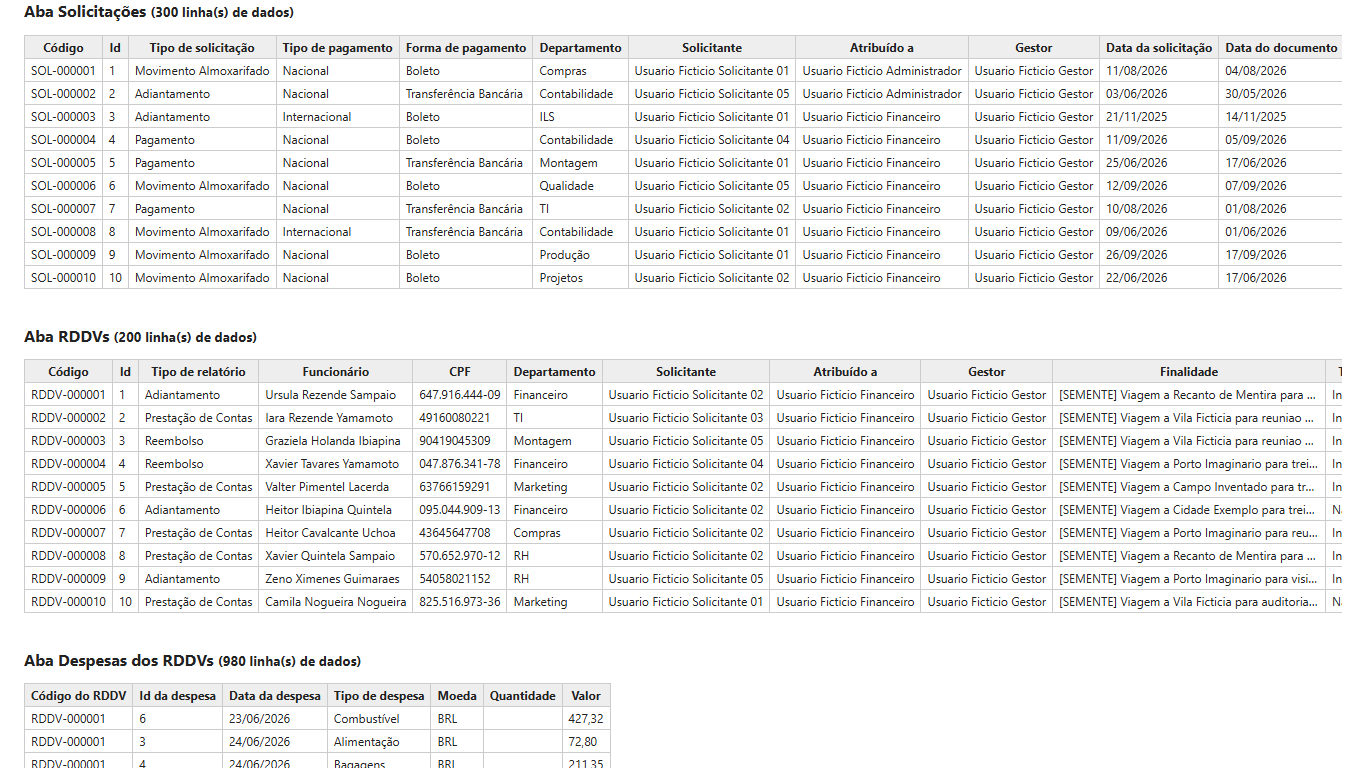 Aba Solicitações (300 linha(s) de dados)
Código Id Tipo de solicitação Tipo de pagamento Forma de pagamento Departamento Solicitante Atribuído a Gestor Data da solicitação Data do documento
SOL-000001 1 Movimento Almoxarifado Nacional Boleto Compras Usuario Ficticio Solicitante 01 Usuario Ficticio Administrador Usuario Ficticio Gestor 11/08/2026 04/08/2026
SOL-000002 2 Adiantamento Nacional Transferência Bancária Contabilidade Usuario Ficticio Solicitante 05 Usuario Ficticio Administrador Usuario Ficticio Gestor 03/06/2026 30/05/2026
SOL-000003 3 Adiantamento Internacional Boleto ILS Usuario Ficticio Solicitante 01 Usuario Ficticio Financeiro Usuario Ficticio Gestor 21/11/2025 14/11/2025
SOL-000004 4 Pagamento Nacional Boleto Contabilidade Usuario Ficticio Solicitante 04 Usuario Ficticio Financeiro Usuario Ficticio Gestor 11/09/2026 05/09/2026
SOL-000005 5 Pagamento Nacional Transferência Bancária Montagem Usuario Ficticio Solicitante 01 Usuario Ficticio Financeiro Usuario Ficticio Gestor 25/06/2026 17/06/2026
SOL-000006 6 Movimento Almoxarifado Nacional Boleto Qualidade Usuario Ficticio Solicitante 05 Usuario Ficticio Financeiro Usuario Ficticio Gestor 12/09/2026 07/09/2026
SOL-000007 7 Pagamento Nacional Transferência Bancária TI Usuario Ficticio Solicitante 02 Usuario Ficticio Financeiro Usuario Ficticio Gestor 10/08/2026 01/08/2026
SOL-000008 8 Movimento Almoxarifado Internacional Transferência Bancária Contabilidade Usuario Ficticio Solicitante 01 Usuario Ficticio Financeiro Usuario Ficticio Gestor 09/06/2026 01/06/2026
SOL-000009 9 Movimento Almoxarifado Nacional Boleto Produção Usuario Ficticio Solicitante 01 Usuario Ficticio Financeiro Usuario Ficticio Gestor 26/09/2026 17/09/2026
SOL-000010 10 Movimento Almoxarifado Nacional Boleto Projetos Usuario Ficticio Solicitante 02 Usuario Ficticio Financeiro Usuario Ficticio Gestor 22/06/2026 17/06/2026
Aba RDDVs (200 linha(s) de dados)
Código Id Tipo de relatório Funcionário CPF Departamento Solicitante Atribuído a Gestor Finalidade
RDDV-000001 1 Adiantamento Ursula Rezende Sampaio 647.916.444-09 Financeiro Usuario Ficticio Solicitante 02 Usuario Ficticio Financeiro Usuario Ficticio Gestor [SEMENTE] Viagem a Recanto de Mentira para ... In
RDDV-000002 2 Prestação de Contas Iara Rezende Yamamoto 49160080221 TI Usuario Ficticio Solicitante 03 Usuario Ficticio Financeiro Usuario Ficticio Gestor [SEMENTE] Viagem a Vila Ficticia para reuniao ... In
RDDV-000003 3 Reembolso Graziela Holanda Ibiapina 90419045309 Montagem Usuario Ficticio Solicitante 05 Usuario Ficticio Financeiro Usuario Ficticio Gestor [SEMENTE] Viagem a Vila Ficticia para reuniao ... In
RDDV-000004 4 Reembolso Xavier Tavares Yamamoto 047.876.341-78 Financeiro Usuario Ficticio Solicitante 04 Usuario Ficticio Financeiro Usuario Ficticio Gestor [SEMENTE] Viagem a Porto Imaginario para trei... In
RDDV-000005 5 Prestação de Contas Valter Pimentel Lacerda 63766159291 Marketing Usuario Ficticio Solicitante 02 Usuario Ficticio Financeiro Usuario Ficticio Gestor [SEMENTE] Viagem a Campo Inventado para tr... In
RDDV-000006 6 Adiantamento Heitor Ibiapina Quintela 095.044.909-13 Financeiro Usuario Ficticio Solicitante 02 Usuario Ficticio Financeiro Usuario Ficticio Gestor [SEMENTE] Viagem a Cidade Exemplo para trei...
RDDV-000007 7 Prestação de Contas Heitor Cavalcante Uchoa 43645647708 Compras Usuario Ficticio Solicitante 02 Usuario Ficticio Financeiro Usuario Ficticio Gestor [SEMENTE] Viagem a Porto Imaginario para reu... In
RDDV-000008 8 Prestação de Contas Xavier Quintela Sampaio 570.652.970-12 RH Usuario Ficticio Solicitante 02 Usuario Ficticio Financeiro Usuario Ficticio Gestor [SEMENTE] Viagem a Recanto de Mentira para ... In
RDDV-000009 9 Adiantamento Zeno Ximenes Guimaraes 54058021152 RH Usuario Ficticio Solicitante 05 Usuario Ficticio Financeiro Usuario Ficticio Gestor [SEMENTE] Viagem a Porto Imaginario para visi... In
RDDV-000010 10 Prestação de Contas Camila Nogueira Nogueira 825.516.973-36 Marketing Usuario Ficticio Solicitante 01 Usuario Ficticio Financeiro Usuario Ficticio Gestor [SEMENTE] Viagem a Vila Ficticia para auditoria...
Aba Despesas dos RDDVs (980 linha(s) de dados)
Código do RDDV Id da despesa Data da despesa Tipo de despesa Moeda Quantidade Valor
RDDV-000001 6 23/06/2026 Combustível BRL 427,32
RDDV-000001 3 24/06/2026 Alimentação BRL 72,80
RDDV-000001 4 24/06/2026 Bagagens BRL 211,35